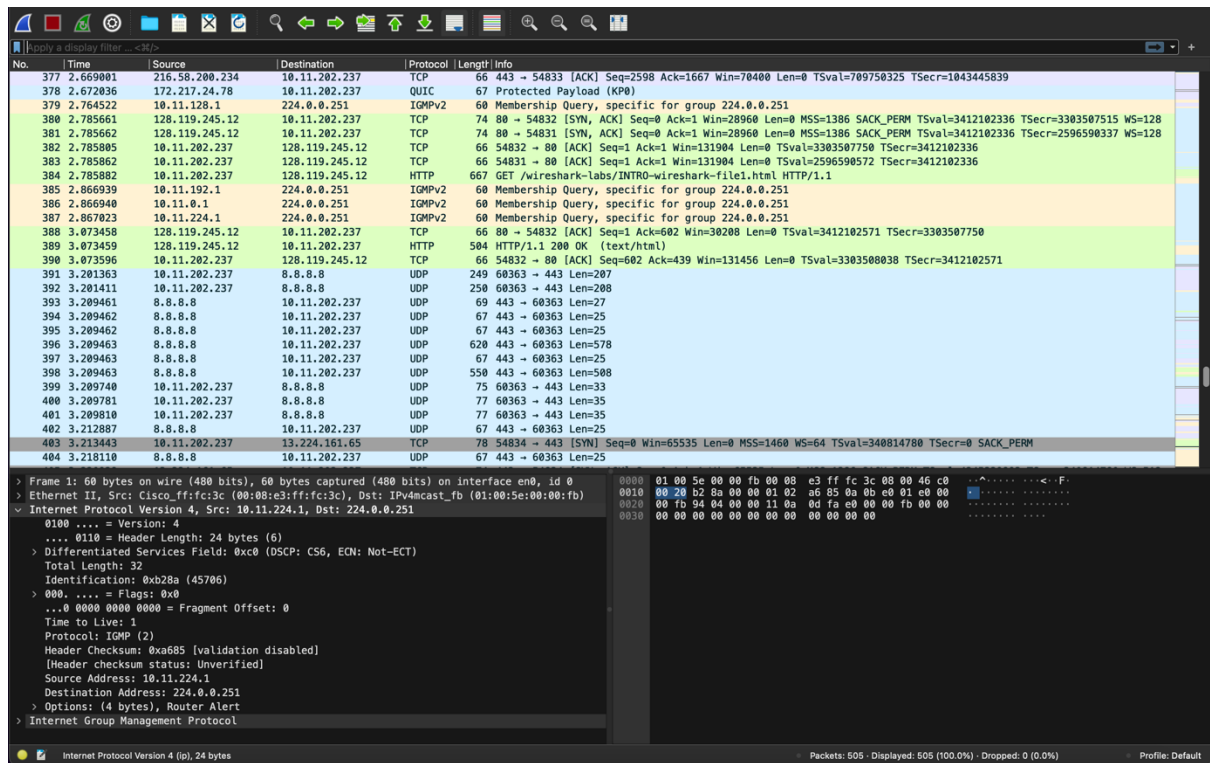 Apply a display filter ... <⌘/>
No. Time Source Destination Protocol Length Info
377 2.669001 216.58.200.234 10.11.202.237 TCP 66 443 → 54833 [ACK] Seq=2598 Ack=1667 Win=70400 Len=0 TSval=709750325 TSecr=1043445839
378 2.672036 172.217.24.78 10.11.202.237 QUIC 67 Protected Payload (KP0)
379 2.764522 10.11.128.1 224.0.0.251 IGMPv2 60 Membership Query, specific for group 224.0.0.251
380 2.785661 128.119.245.12 10.11.202.237 TCP 74 80 → 54832 [SYN, ACK] Seq=0 Ack=1 Win=28960 Len=0 MSS=1386 SACK_PERM TSval=3412102336 TSecr=3303507515 WS=128
381 2.785662 128.119.245.12 10.11.202.237 TCP 74 80 → 54831 [SYN, ACK] Seq=0 Ack=1 Win=28960 Len=0 MSS=1386 SACK_PERM TSval=3412102336 TSecr=2596590337 WS=128
382 2.785805 10.11.202.237 128.119.245.12 TCP 66 54832 → 80 [ACK] Seq=1 Ack=1 Win=131904 Len=0 TSval=3303507750 TSecr=3412102336
383 2.785862 10.11.202.237 128.119.245.12 TCP 66 54831 → 80 [ACK] Seq=1 Ack=1 Win=131904 Len=0 TSval=2596590572 TSecr=3412102336
384 2.785882 10.11.202.237 128.119.245.12 HTTP 667 GET /wireshark-labs/INTRO-wireshark-file1.html HTTP/1.1
385 2.866939 10.11.192.1 224.0.0.251 IGMPv2 60 Membership Query, specific for group 224.0.0.251
386 2.866940 10.11.0.1 224.0.0.251 IGMPv2 60 Membership Query, specific for group 224.0.0.251
387 2.867023 10.11.224.1 224.0.0.251 IGMPv2 60 Membership Query, specific for group 224.0.0.251
388 3.073458 128.119.245.12 10.11.202.237 TCP 66 80 → 54832 [ACK] Seq=1 Ack=602 Win=30208 Len=0 TSval=3412102571 TSecr=3303507750
389 3.073459 128.119.245.12 10.11.202.237 HTTP 504 HTTP/1.1 200 OK (text/html)
390 3.073596 10.11.202.237 128.119.245.12 TCP 66 54832 → 80 [ACK] Seq=602 Ack=439 Win=131456 Len=0 TSval=3303508038 TSecr=3412102571
391 3.201363 10.11.202.237 8.8.8.8 UDP 249 60363 → 443 Len=207
392 3.201411 10.11.202.237 8.8.8.8 UDP 250 60363 → 443 Len=208
393 3.209461 8.8.8.8 10.11.202.237 UDP 69 443 → 60363 Len=27
394 3.209462 8.8.8.8 10.11.202.237 UDP 67 443 → 60363 Len=25
395 3.209462 8.8.8.8 10.11.202.237 UDP 67 443 → 60363 Len=25
396 3.209463 8.8.8.8 10.11.202.237 UDP 620 443 → 60363 Len=578
397 3.209463 8.8.8.8 10.11.202.237 UDP 67 443 → 60363 Len=25
398 3.209463 8.8.8.8 10.11.202.237 UDP 550 443 → 60363 Len=508
399 3.209740 10.11.202.237 8.8.8.8 UDP 75 60363 → 443 Len=33
400 3.209781 10.11.202.237 8.8.8.8 UDP 77 60363 → 443 Len=35
401 3.209810 10.11.202.237 8.8.8.8 UDP 77 60363 → 443 Len=35
402 3.212887 8.8.8.8 10.11.202.237 UDP 67 443 → 60363 Len=25
403 3.213443 10.11.202.237 13.224.161.65 TCP 78 54834 → 443 [SYN] Seq=0 Win=65535 Len=0 MSS=1460 WS=64 TSval=340814780 TSecr=0 SACK_PERM
404 3.218110 8.8.8.8 10.11.202.237 UDP 67 443 → 60363 Len=25
> Frame 1: 60 bytes on wire (480 bits), 60 bytes captured (480 bits) on interface en0, id 0
> Ethernet II, Src: Cisco_ff:fc:3c (00:08:e3:ff:fc:3c), Dst: IPv4mcast_fb (01:00:5e:00:00:fb)
Internet Protocol Version 4, Src: 10.11.224.1, Dst: 224.0.0.251
0100 .... = Version: 4
.... 0110 = Header Length: 24 bytes (6)
> Differentiated Services Field: 0xc0 (DSCP: CS6, ECN: Not-ECT)
Total Length: 32
Identification: 0xb28a (45706)
> 000. .... = Flags: 0x0
...0 0000 0000 0000 = Fragment Offset: 0
Time to Live: 1
Protocol: IGMP (2)
Header Checksum: 0xa685 [validation disabled]
[Header checksum status: Unverified]
Source Address: 10.11.224.1
Destination Address: 224.0.0.251
> Options: (4 bytes), Router Alert
> Internet Group Management Protocol
0000 01 00 5e 00 00 fb 00 08 e3 ff fc 3c 08 00 46 c0 ..^..... ...<..F.
0010 00 20 b2 8a 00 00 01 02 a6 85 0a 0b e0 01 e0 00
0020 00 fb 94 04 00 00 11 0a 0d fa e0 00 00 fb 00 00
0030 00 00 00 00 00 00 00 00 00 00 00 00
Internet Protocol Version 4 (ip), 24 bytes
Packets: 505 · Displayed: 505 (100.0%) · Dropped: 0 (0.0%)
Profile: Default